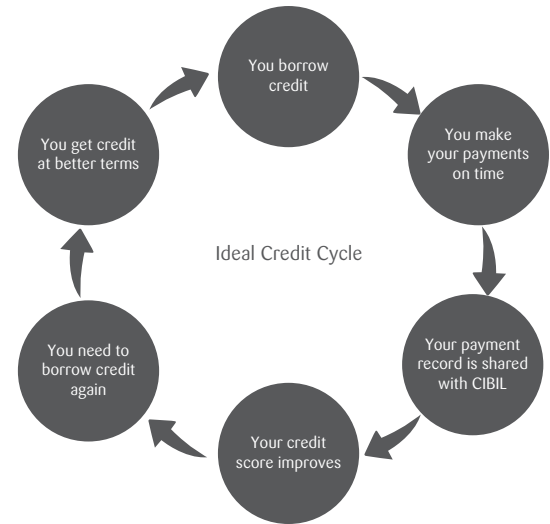 You borrow
credit
You make
your payments
on time
Your payment
record is shared
with CIBIL
Your credit
score improves
You need to
borrow credit
again
You get credit
at better terms
Ideal Credit Cycle